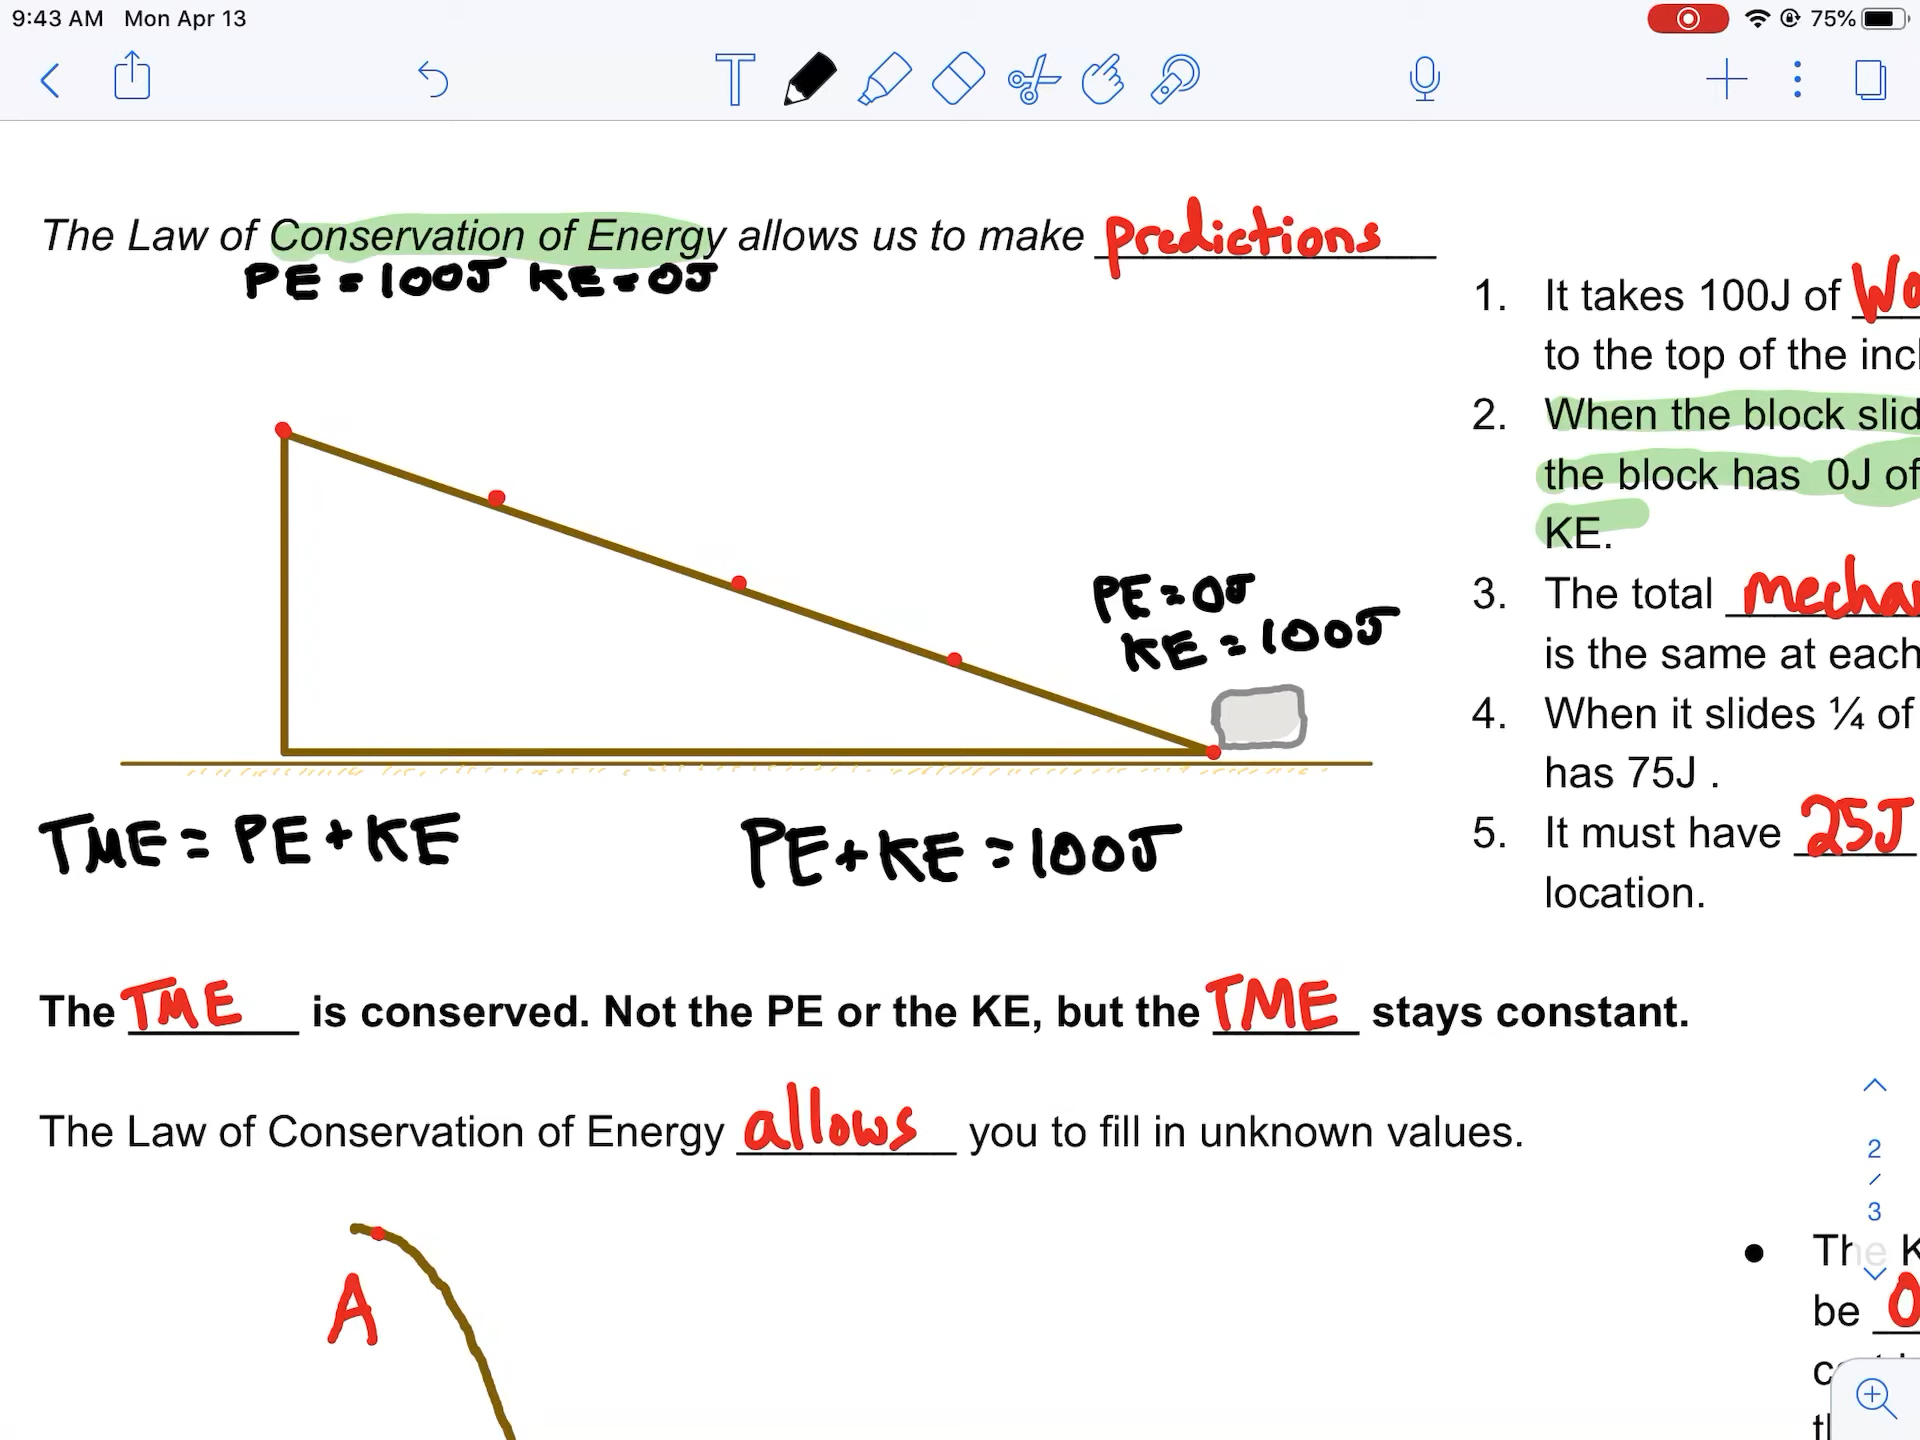 9:43 AM Mon Apr 13
75%
The Law of Conservation of Energy allows us to make predictions
PE = 100J KE = 0J
1. It takes 100J of
to the top of the
2. When the block
the block has 0J of
KE.
PE = 0J
KE = 100J
3. The total
is the same at each
4. When it slides ¼ of
has 75J .
5. It must have 25J
location.
TME = PE + KE
PE + KE = 100J
The TME is conserved. Not the PE or the KE, but the TME stays constant.
The Law of Conservation of Energy allows you to fill in unknown values.
2
/
3
A
• The K
be 0